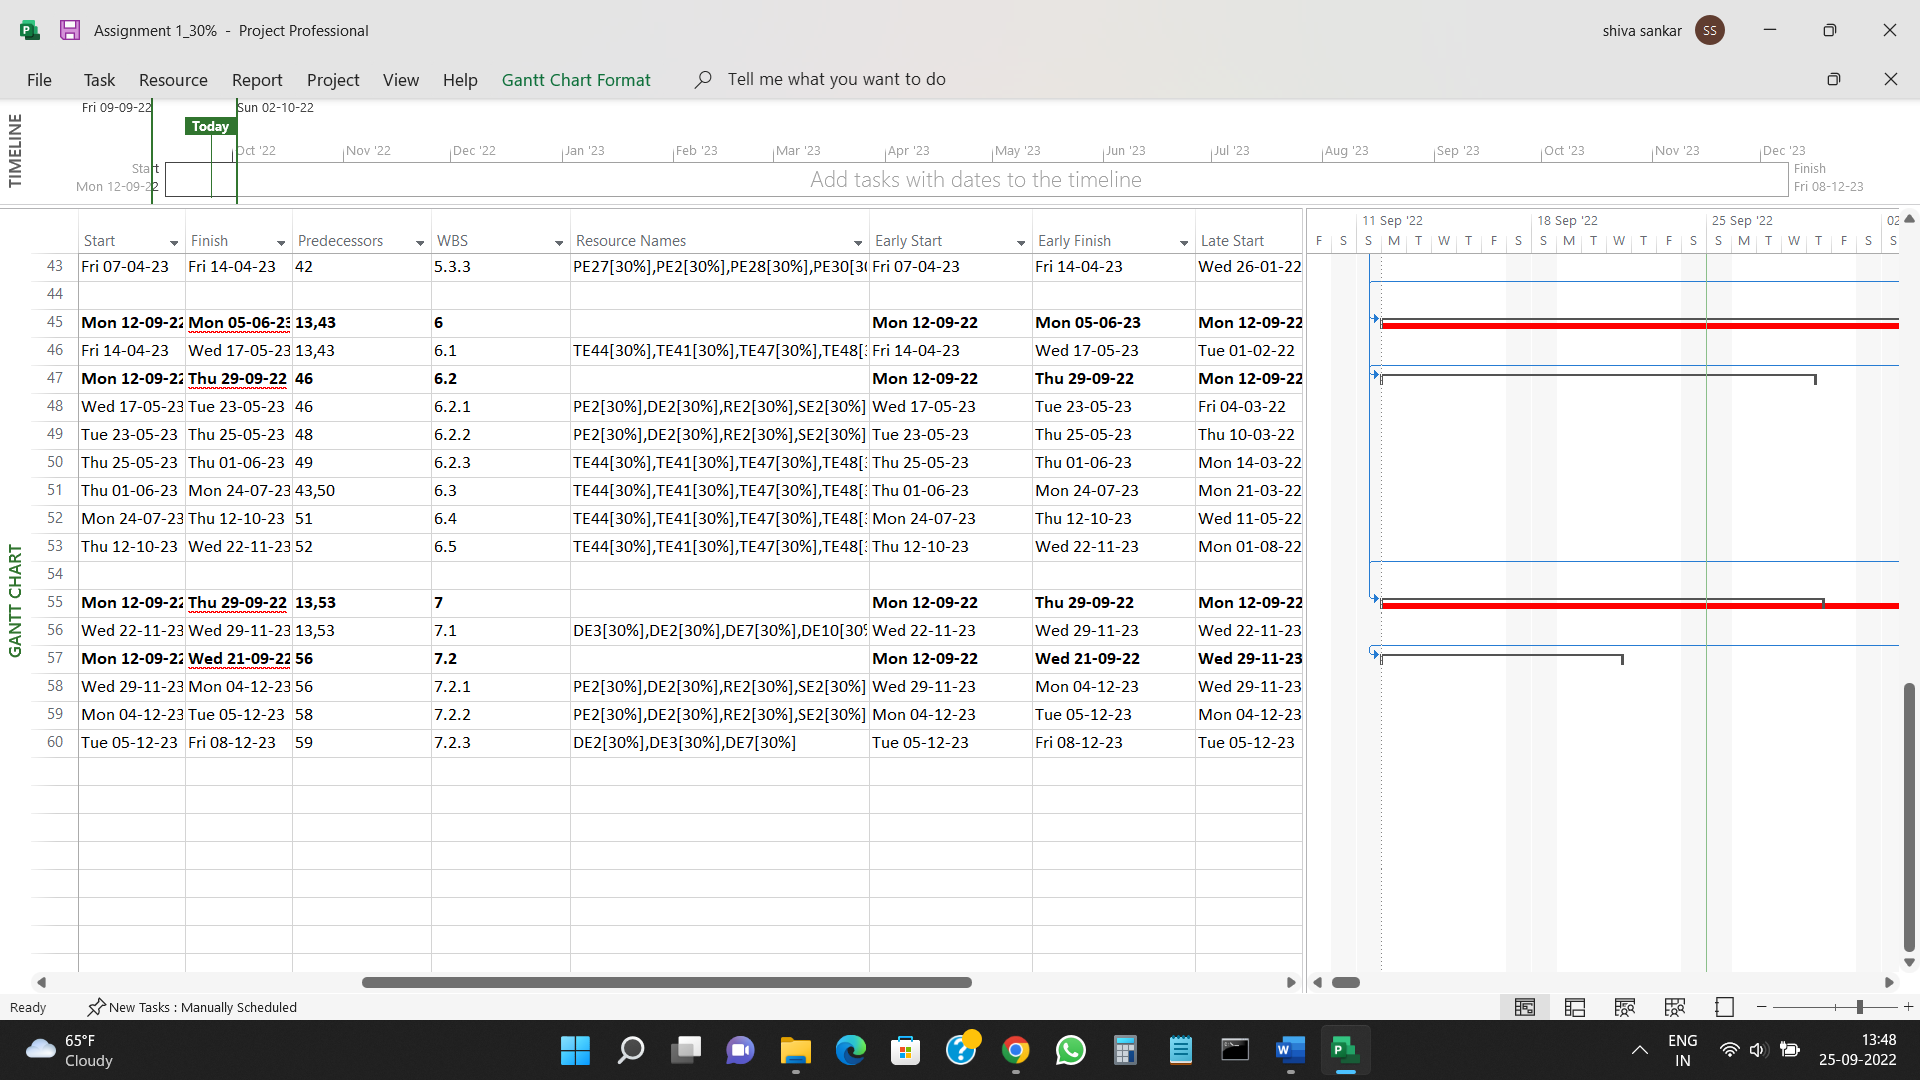 Assignment 1_30% - Project Professional
shiva sankar SS
File Task Resource Report Project View Help Gantt Chart Format Tell me what you want to do
Fri 09-09-22 Sun 02-10-22
Today
Oct '22 Nov '22 Dec '22 Jan '23 Feb '23 Mar '23 Apr '23 May '23 Jun '23 Jul '23 Aug '23 Sep '23 Oct '23 Nov '23 Dec '23
TIMELINE
Start
Mon 12-09-22
Add tasks with dates to the timeline
Finish
Fri 08-12-23
11 Sep '22 18 Sep '22 25 Sep '22 02
Start Finish Predecessors WBS Resource Names Early Start Early Finish Late Start
F S S M T W T F S S M T W T F S S M T W T F S S
43 Fri 07-04-23 Fri 14-04-23 42 5.3.3 PE27[30%],PE2[30%],PE28[30%],PE30[30 Fri 07-04-23 Fri 14-04-23 Wed 26-01-22
44
45 Mon 12-09-22 Mon 05-06-23 13,43 6 Mon 12-09-22 Mon 05-06-23 Mon 12-09-22
46 Fri 14-04-23 Wed 17-05-23 13,43 6.1 TE44[30%],TE41[30%],TE47[30%],TE48[ Fri 14-04-23 Wed 17-05-23 Tue 01-02-22
47 Mon 12-09-22 Thu 29-09-22 46 6.2 Mon 12-09-22 Thu 29-09-22 Mon 12-09-22
48 Wed 17-05-23 Tue 23-05-23 46 6.2.1 PE2[30%],DE2[30%],RE2[30%],SE2[30%] Wed 17-05-23 Tue 23-05-23 Fri 04-03-22
49 Tue 23-05-23 Thu 25-05-23 48 6.2.2 PE2[30%],DE2[30%],RE2[30%],SE2[30%] Tue 23-05-23 Thu 25-05-23 Thu 10-03-22
50 Thu 25-05-23 Thu 01-06-23 49 6.2.3 TE44[30%],TE41[30%],TE47[30%],TE48[ Thu 25-05-23 Thu 01-06-23 Mon 14-03-22
51 Thu 01-06-23 Mon 24-07-23 43,50 6.3 TE44[30%],TE41[30%],TE47[30%],TE48[ Thu 01-06-23 Mon 24-07-23 Mon 21-03-22
52 Mon 24-07-23 Thu 12-10-23 51 6.4 TE44[30%],TE41[30%],TE47[30%],TE48[ Mon 24-07-23 Thu 12-10-23 Wed 11-05-22
53 Thu 12-10-23 Wed 22-11-23 52 6.5 TE44[30%],TE41[30%],TE47[30%],TE48[ Thu 12-10-23 Wed 22-11-23 Mon 01-08-22
54
55 Mon 12-09-22 Thu 29-09-22 13,53 7 Mon 12-09-22 Thu 29-09-22 Mon 12-09-22
56 Wed 22-11-23 Wed 29-11-23 13,53 7.1 DE3[30%],DE2[30%],DE7[30%],DE10[30% Wed 22-11-23 Wed 29-11-23 Wed 22-11-23
57 Mon 12-09-22 Wed 21-09-22 56 7.2 Mon 12-09-22 Wed 21-09-22 Wed 29-11-23
58 Wed 29-11-23 Mon 04-12-23 56 7.2.1 PE2[30%],DE2[30%],RE2[30%],SE2[30%] Wed 29-11-23 Mon 04-12-23 Wed 29-11-23
59 Mon 04-12-23 Tue 05-12-23 58 7.2.2 PE2[30%],DE2[30%],RE2[30%],SE2[30%] Mon 04-12-23 Tue 05-12-23 Mon 04-12-23
60 Tue 05-12-23 Fri 08-12-23 59 7.2.3 DE2[30%],DE3[30%],DE7[30%] Tue 05-12-23 Fri 08-12-23 Tue 05-12-23
GANTT CHART
Ready New Tasks : Manually Scheduled
65°F
Cloudy
ENG
IN
13:48
25-09-2022